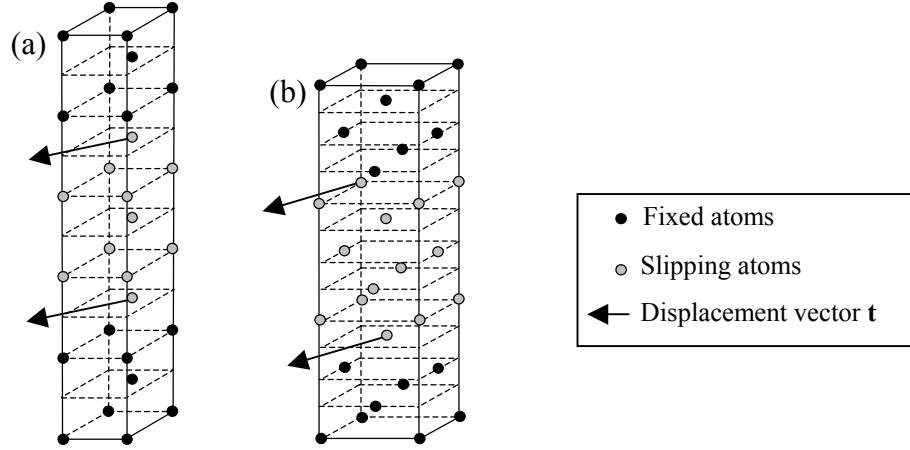 (a)
(b)
Fixed atoms
Slipping atoms
Displacement vector t